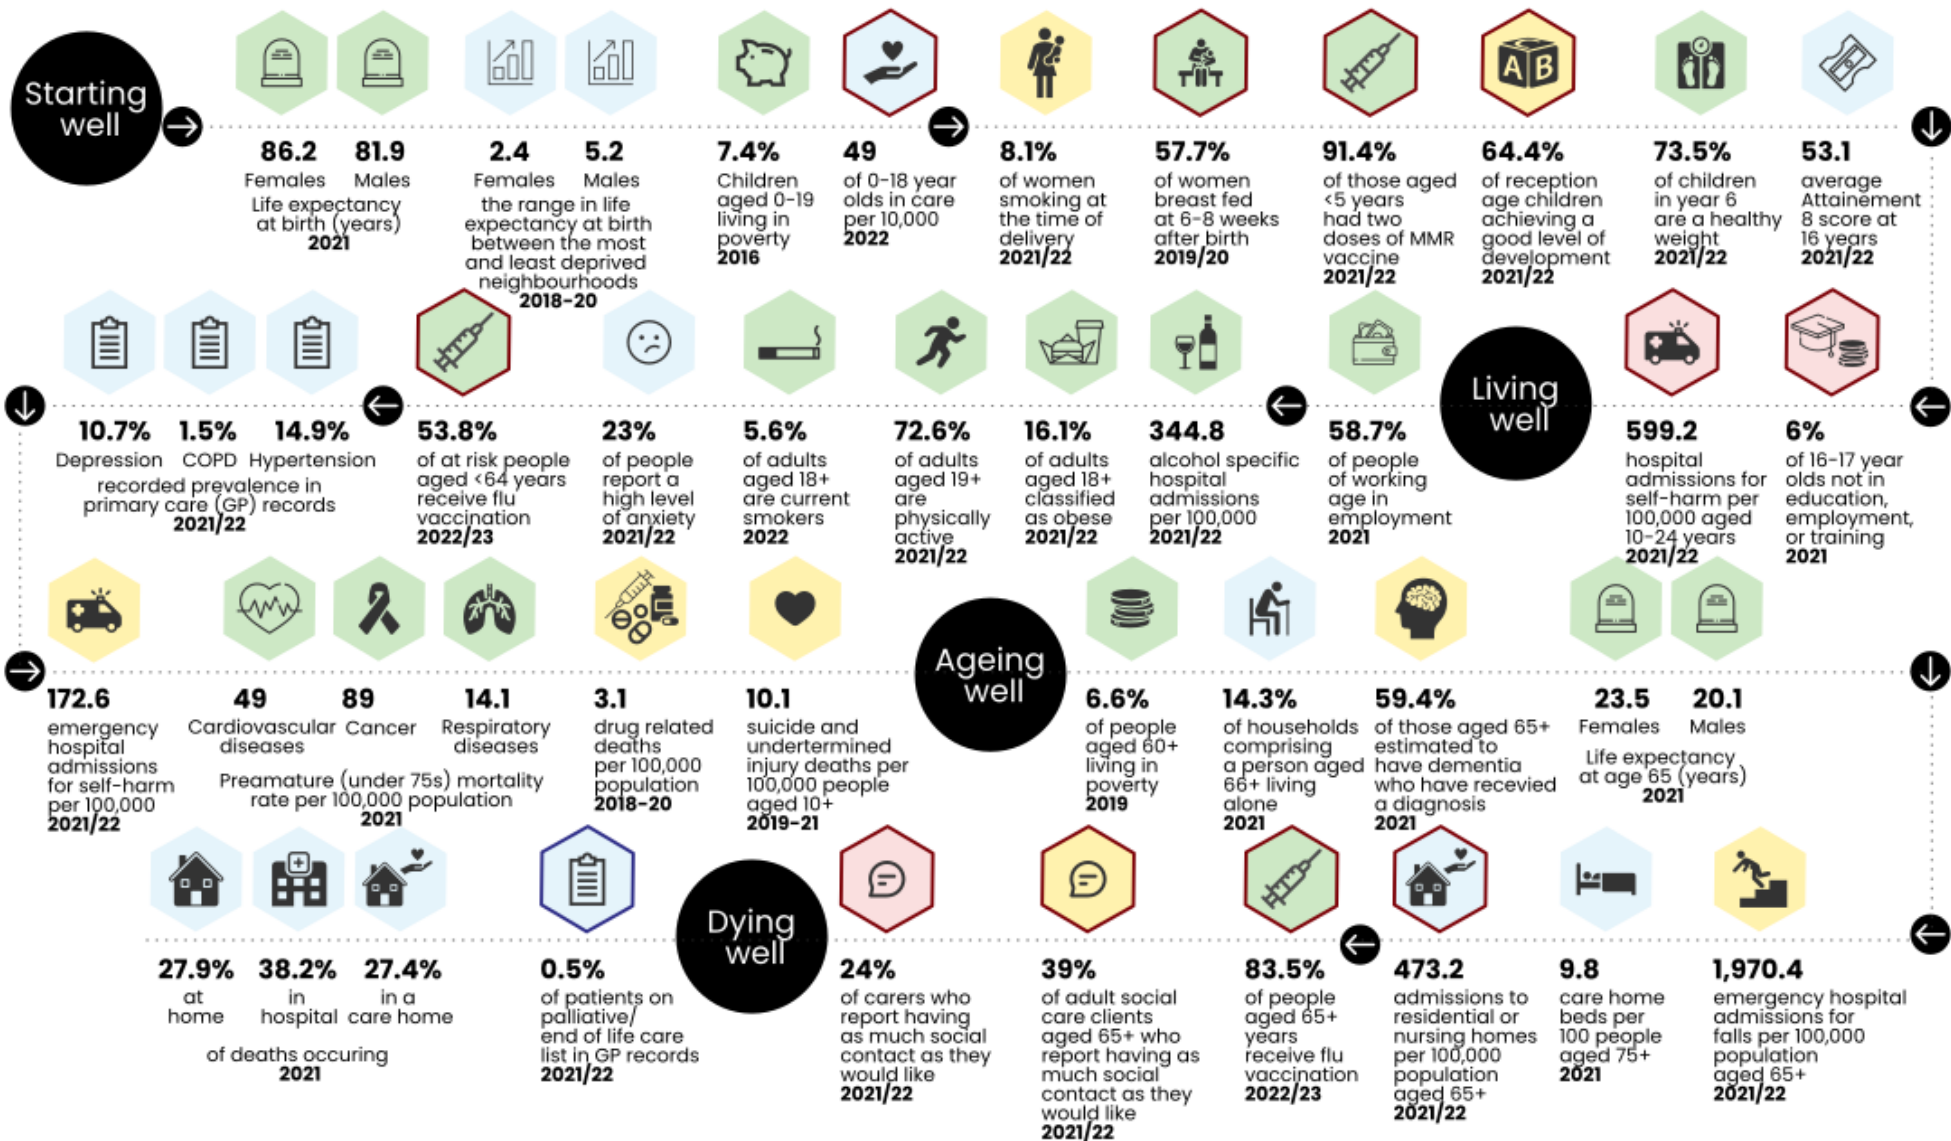 Starting
well
86.2
Females
81.9
Males
Life expectancy
at birth (years)
2021
2.4
Females
5.2
Males
the range in life
expectancy at birth
between the most
and least deprived
neighbourhoods
2018-20
7.4%
Children
aged 0-19
living in
poverty
2016
49
of 0-18 year
olds in care
per 10,000
2022
8.1%
of women
smoking at
the time of
delivery
2021/22
57.7%
of women
breast fed
at 6-8 weeks
after birth
2019/20
91.4%
of those aged
<5 years
had two
doses of MMR
vaccine
2021/22
A B
64.4%
of reception
age children
achieving a
good level of
development
2021/22
73.5%
of children
in year 6
are a healthy
weight
2021/22
53.1
average
Attainement
8 score at
16 years
2021/22
6%
of 16-17 year
olds not in
education,
employment,
or training
2021
599.2
hospital
admissions for
self-harm per
100,000 aged
10-24 years
2021/22
Living
well
58.7%
of people
of working
age in
employment
2021
344.8
alcohol specific
hospital
admissions
per 100,000
2021/22
16.1%
of adults
aged 18+
classified
as obese
2021/22
72.6%
of adults
aged 19+
are
physically
active
2021/22
5.6%
of adults
aged 18+
are current
smokers
2022
23%
of people
report a
high level
of anxiety
2021/22
53.8%
of at risk people
aged <64 years
receive flu
vaccination
2022/23
10.7%
Depression
1.5%
COPD
14.9%
Hypertension
recorded prevalence in
primary care (GP) records
2021/22
172.6
emergency
hospital
admissions
for self-harm
per 100,000
2021/22
49
Cardiovascular
diseases
89
Cancer
14.1
Respiratory
diseases
Preamature (under 75s) mortality
rate per 100,000 population
2021
3.1
drug related
deaths
per 100,000
population
2018-20
10.1
suicide and
undertermined
injury deaths per
100,000 people
aged 10+
2019-21
Ageing
well
6.6%
of people
aged 60+
living in
poverty
2019
14.3%
of households
comprising
a person aged
66+ living
alone
2021
59.4%
of those aged 65+
estimated to
have dementia
who have recevied
a diagnosis
2021
23.5
Females
20.1
Males
Life expectancy
at age 65 (years)
2021
1,970.4
emergency hospital
admissions for
falls per 100,000
population
aged 65+
2021/22
9.8
care home
beds per
100 people
aged 75+
2021
473.2
admissions to
residential or
nursing homes
per 100,000
population
aged 65+
2021/22
83.5%
of people
aged 65+
years
receive flu
vaccination
2022/23
39%
of adult social
care clients
aged 65+ who
report having as
much social
contact as they
would like
2021/22
24%
of carers who
report having
as much social
contact as they
would like
2021/22
Dying
well
0.5%
of patients on
palliative/
end of life care
list in GP records
2021/22
27.9%
at
home
38.2%
in
hospital
27.4%
in a
care home
of deaths occuring
2021